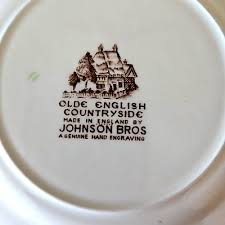 OLDE ENGLISH
COUNTRYSIDE
MADE IN ENGLAND BY
JOHNSON BROS
A GENUINE HAND ENGRAVING